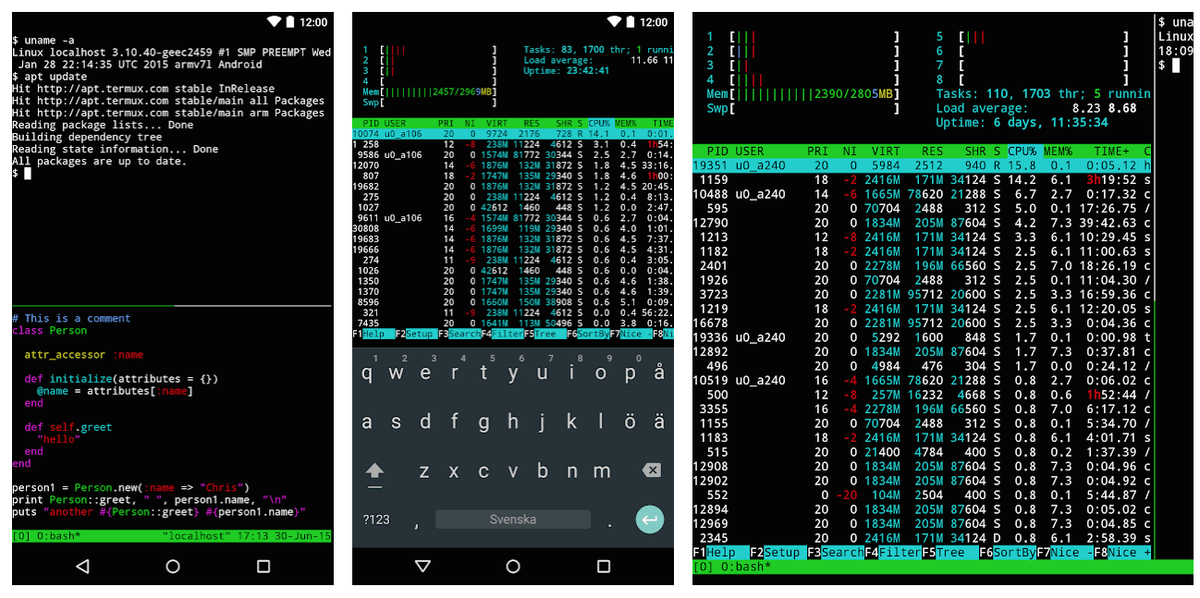 12:00
$ uname -a
Linux localhost 3.10.40-geec2459 #1 SMP PREEMPT Wed
Jan 28 22:14:35 UTC 2015 armv7l Android
$ apt update
Hit http://apt.termux.com stable InRelease
Hit http://apt.termux.com stable/main all Packages
Hit http://apt.termux.com stable/main arm Packages
Reading package lists... Done
Building dependency tree
Reading state information... Done
All packages are up to date.
$
# This is a comment
class Person
attr_accessor :name
def initialize(attributes = {})
@name = attributes[:name]
end
def self.greet
"hello"
end
end
person1 = Person.new(:name => "Chris")
print Person::greet, " ", person1.name, "\n"
puts "another #{Person::greet} #{person1.name}"
[0] 0:bash* "localhost" 17:13 30-Jun-15
12:00
1 [||||        ] Tasks: 83, 1700 thr; 1 runni
2 [||        ] Load average: 11.66 11
3 [||        ] Uptime: 23:42:41
4 [        ]
Mem[|||||||||2457/2969MB]
Swp[        ]
PID USER PRI NI VIRT RES SHR S CPU% MEM% TIME
10074 u0_a106 20 0 9724 2176 728 R 14.1 0.1 0:01.
1 258 12 -8 238M 11224 4612 S 3.1 0.4 1h54:
9586 u0_a106 20 0 1574M 81772 30344 S 2.5 2.7 0:14.
12070 14 -6 1876M 132M 31872 S 1.8 4.5 33:16.
807 18 -2 1747M 135M 29340 S 1.8 4.6 1h00:
19682 14 -6 1876M 132M 31872 S 1.2 4.5 20:45.
275 20 0 238M 11224 4612 S 1.2 0.4 8:13.
1027 20 0 42612 1460 448 S 1.2 0.0 2:47.
9611 u0_a106 16 -4 1574M 81772 30344 S 0.6 2.7 0:04.
30808 14 -6 1699M 119M 29340 S 0.6 4.0 1:01.
19683 14 -6 1876M 132M 31872 S 0.6 4.5 7:37.
19666 14 -6 1876M 132M 31872 S 0.6 4.5 4:31.
274 11 -9 238M 11224 4612 S 0.6 0.4 3:05.
1026 20 0 42612 1460 448 S 0.6 0.0 0:04.
1350 20 0 1747M 135M 29340 S 0.6 4.6 1:38.
1370 20 0 1747M 135M 29340 S 0.6 4.6 1:39.
8596 20 0 1660M 150M 38908 S 0.6 5.1 0:09.
321 11 -9 238M 11224 4612 S 0.0 0.4 56:22.
7435 20 0 1641M 113M 50496 S 0.0 3.8 0:16.
F1Help F2Setup F3SearchF4FilterF5Tree F6SortByF7Nice -F8Ni
1 2 3 4 5 6 7 8 9 0
q w e r t y u i o p å
a s d f g h j k l ö ä
z x c v b n m
?123 , Svenska .
1 [|||        ] 5 [|||        ]
2 [|||        ] 6 [        ]
3 [||        ] 7 [        ]
4 [||||        ] 8 [        ]
Mem[|||||||||||2390/2805MB] Tasks: 110, 1703 thr; 5 runnin
Swp[        ] Load average: 8.23 8.68
Uptime: 6 days, 11:35:34
PID USER PRI NI VIRT RES SHR S CPU% MEM% TIME+ C
19351 u0_a240 20 0 5984 2512 940 R 15.8 0.1 0:05.12 h
1159 18 -2 2416M 171M 34124 S 14.2 6.1 3h19:52 s
10488 u0_a240 14 -6 1665M 78620 21288 S 6.7 2.7 0:17.32 c
595 20 0 70704 2488 312 S 5.0 0.1 17:26.75 /
12790 20 0 1834M 205M 87604 S 4.2 7.3 39:42.63 c
1213 12 -8 2416M 171M 34124 S 3.3 6.1 10:29.45 s
1182 18 -2 2416M 171M 34124 S 2.5 6.1 11:00.63 s
2401 20 0 2278M 196M 66560 S 2.5 7.0 18:26.19 c
1926 20 0 70704 2488 312 S 2.5 0.1 11:04.30 /
3723 20 0 2281M 95712 20600 S 2.5 3.3 16:59.36 c
1219 18 -2 2416M 171M 34124 S 2.5 6.1 12:20.05 s
16678 20 0 2281M 95712 20600 S 2.5 3.3 0:04.36 c
19336 u0_a240 20 0 5292 1600 848 S 1.7 0.1 0:00.98 t
12892 20 0 1834M 205M 87604 S 1.7 7.3 0:37.81 c
496 20 0 4984 476 304 S 1.7 0.0 0:24.12 /
10519 u0_a240 16 -4 1665M 78620 21288 S 0.8 2.7 0:06.02 c
500 12 -8 257M 16232 4668 S 0.8 0.6 1h52:44 /
3355 16 -4 2278M 196M 66560 S 0.8 7.0 6:17.12 c
1155 20 0 70704 2488 312 S 0.8 0.1 5:34.70 /
1183 18 -2 2416M 171M 34124 S 0.8 6.1 4:01.71 s
515 20 0 21400 4784 400 S 0.8 0.2 1:37.39 /
12908 20 0 1834M 205M 87604 S 0.8 7.3 0:04.96 c
12902 20 0 1834M 205M 87604 S 0.8 7.3 0:04.92 c
552 0 -20 104M 2504 400 S 0.8 0.1 5:44.87 /
12894 20 0 1834M 205M 87604 S 0.8 7.3 0:05.02 c
12969 20 0 1834M 205M 87604 S 0.8 7.3 0:04.85 c
2345 20 0 2416M 171M 34124 D 0.8 6.1 2:58.39 s
F1Help F2Setup F3SearchF4FilterF5Tree F6SortByF7Nice -F8Nice +
[0] 0:bash*
$ una
Linux
18:09
$